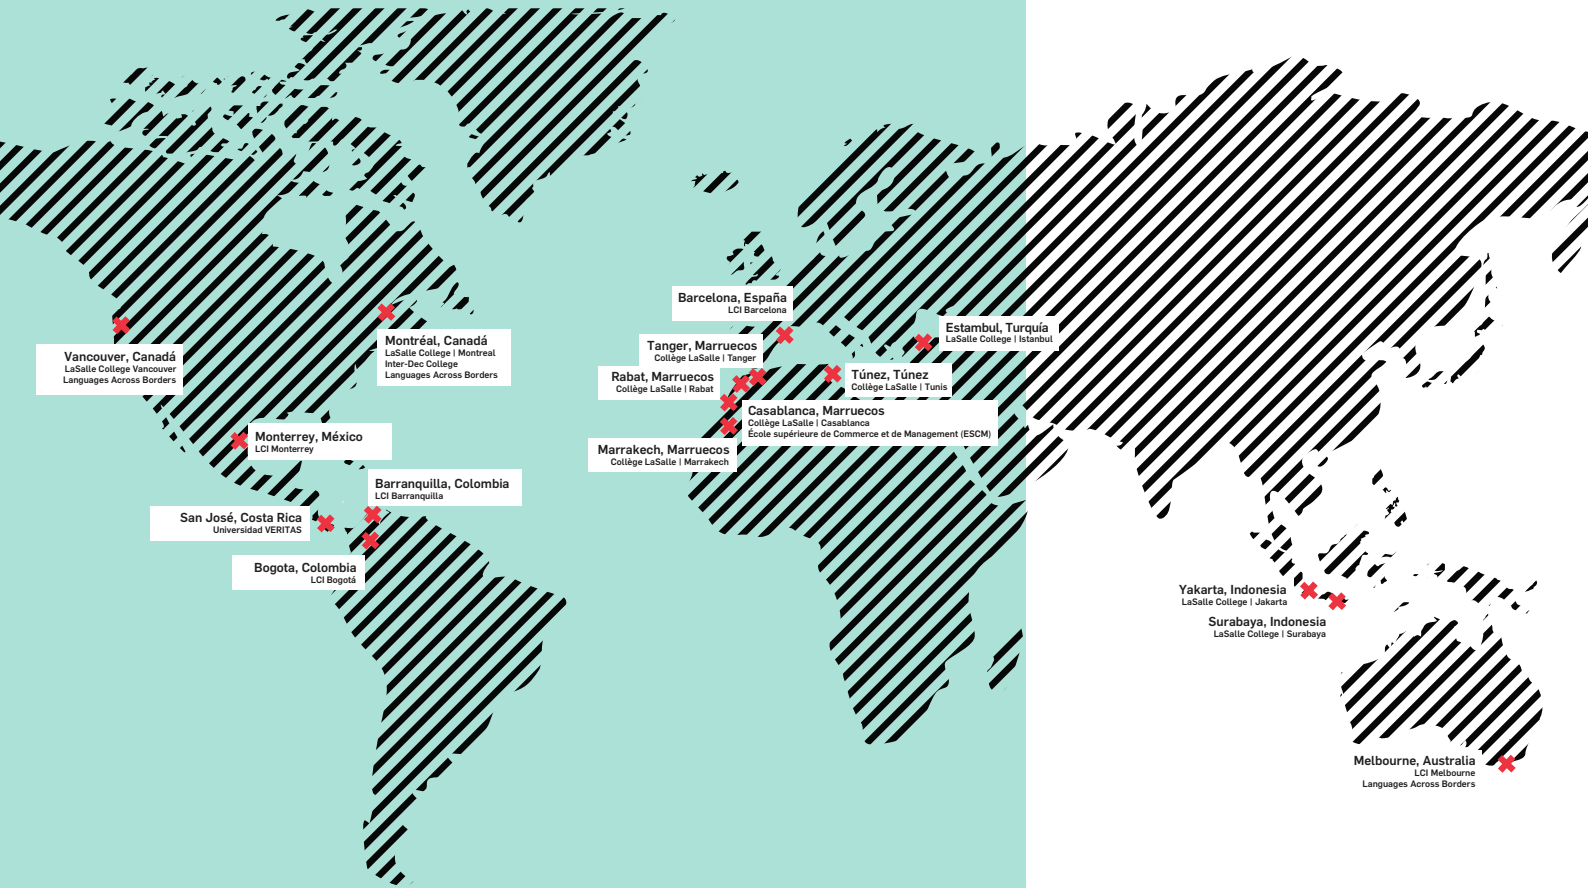 Vancouver, Canadá
LaSalle College Vancouver
Languages Across Borders
Montréal, Canadá
LaSalle College | Montreal
Inter-Dec College
Languages Across Borders
Monterrey, México
LCI Monterrey
Barranquilla, Colombia
LCI Barranquilla
San José, Costa Rica
Universidad VERITAS
Bogota, Colombia
LCI Bogotá
Barcelona, España
LCI Barcelona
Tanger, Marruecos
Collège LaSalle | Tanger
Rabat, Marruecos
Collège LaSalle | Rabat
Estambul, Turquía
LaSalle College | Istanbul
Túnez, Túnez
Collège LaSalle | Tunis
Casablanca, Marruecos
Collège LaSalle | Casablanca
École supérieure de Commerce et de Management (ESCM)
Marrakech, Marruecos
Collège LaSalle | Marrakech
Yakarta, Indonesia
LaSalle College | Jakarta
Surabaya, Indonesia
LaSalle College | Surabaya
Melbourne, Australia
LCI Melbourne
Languages Across Borders